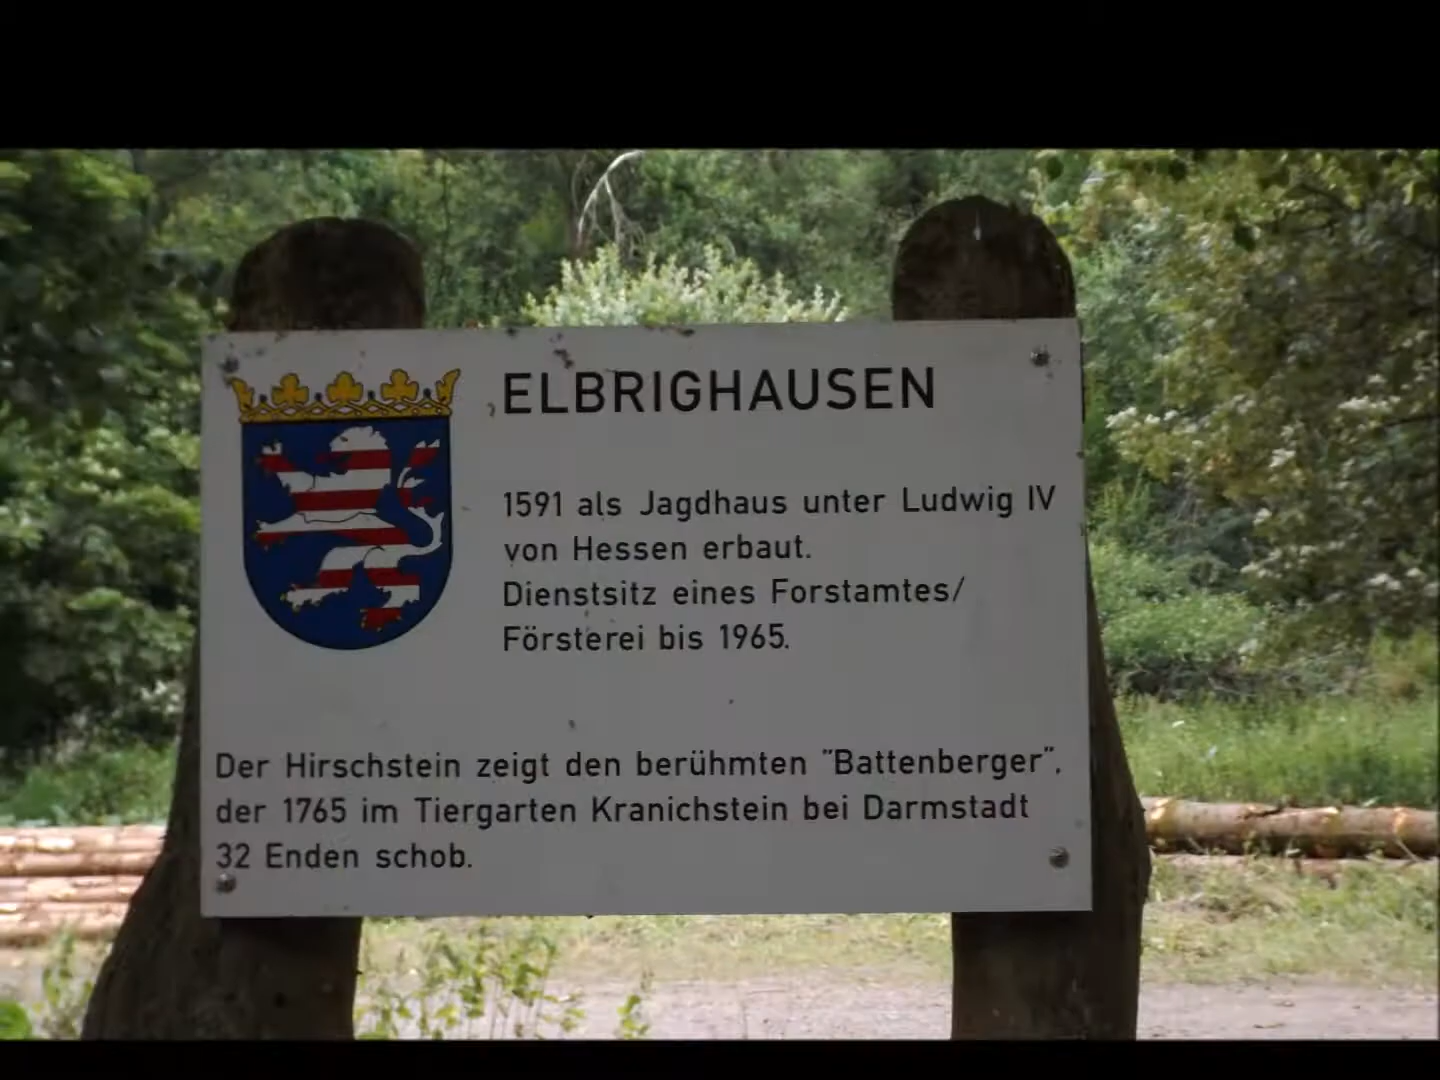 ELBRIGHAUSEN
1591 als Jagdhaus unter Ludwig IV
von Hessen erbaut.
Dienstsitz eines Forstamtes/
Försterei bis 1965.
Der Hirschstein zeigt den berühmten "Battenberger",
der 1765 im Tiergarten Kranichstein bei Darmstadt
32 Enden schob.